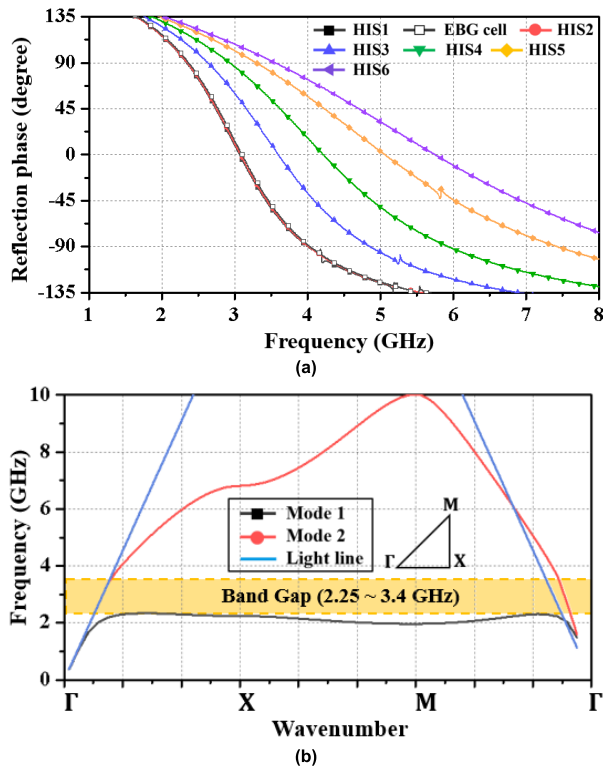 HIS1 EBG cell HIS2
HIS3 HIS4 HIS5
HIS6
Reflection phase (degree)
135
90
45
0
-45
-90
-135
1 2 3 4 5 6 7 8
Frequency (GHz)
(a)
Frequency (GHz)
10
8
6
4
2
0
Mode 1
Mode 2
Light line
M
Γ X
Band Gap (2.25 ~ 3.4 GHz)
Γ X M Γ
Wavenumber
(b)